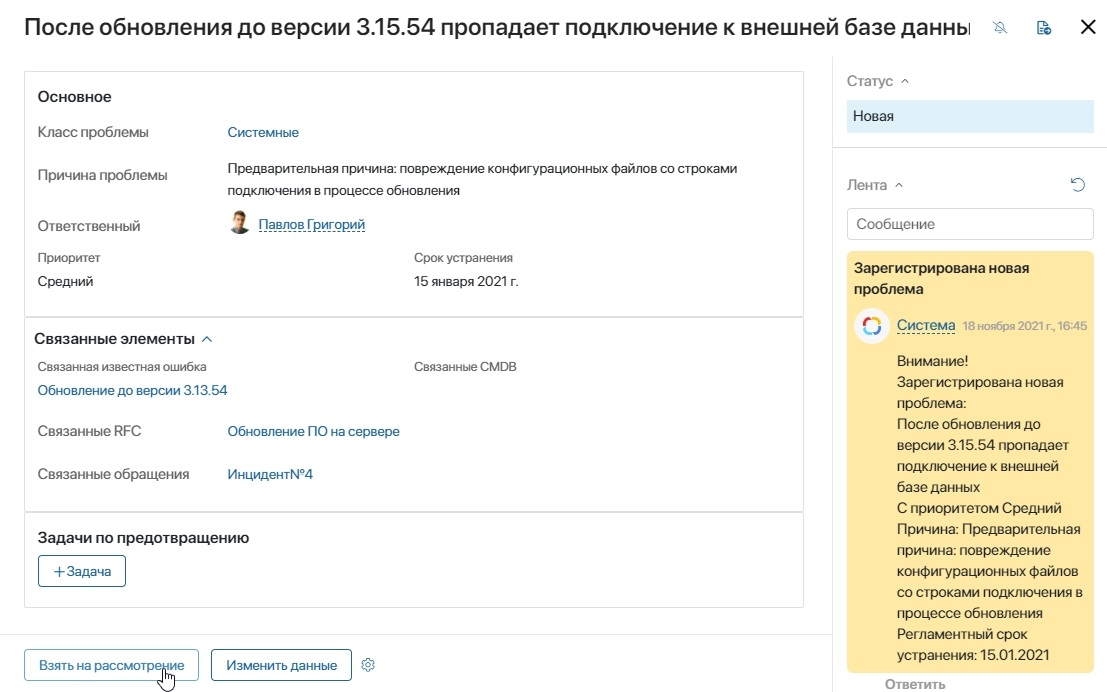 После обновления до версии 3.15.54 пропадает подключение к внешней базе данны
Основное
Класс проблемы
Системные
Причина проблемы
Предварительная причина: повреждение конфигурационных файлов со строками
подключения в процессе обновления
Ответственный
Павлов Григорий
Приоритет
Срок устранения
Средний
15 января 2021 г.
Связанные элементы
Связанная известная ошибка
Связанные CMDB
Обновление до версии 3.13.54
Связанные RFC
Обновление ПО на сервере
Связанные обращения
Инцидент№4
Задачи по предотвращению
+Задача
Взять на рассмотрение
Изменить данные
Статус
Новая
Лента
Сообщение
Зарегистрирована новая
проблема
Система 18 ноября 2021 г., 16:45
Внимание!
Зарегистрирована новая
проблема:
После обновления до
версии 3.15.54 пропадает
подключение к внешней
базе данных
С приоритетом Средний
Причина: Предварительная
причина: повреждение
конфигурационных файлов
со строками подключения в
процессе обновления
Регламентный срок
устранения: 15.01.2021
Ответить